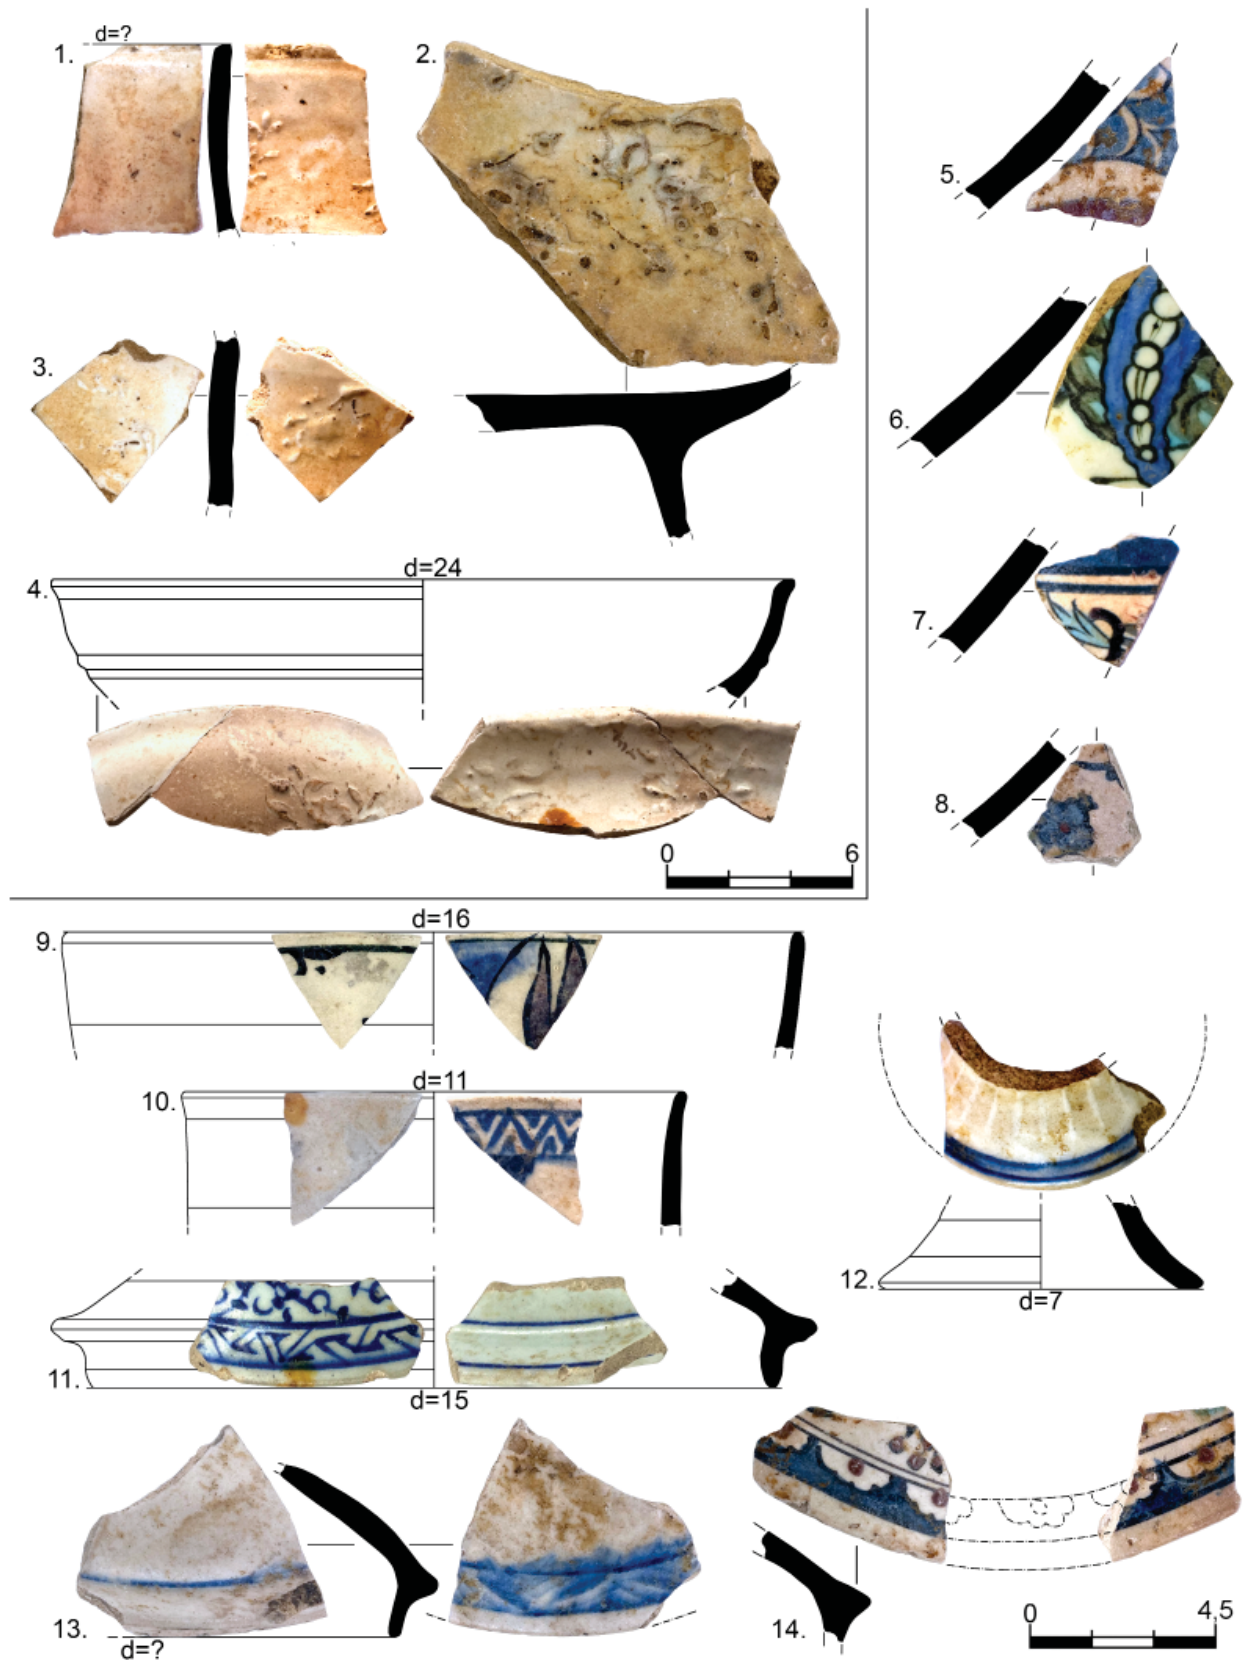 d=?
1.
2.
3.
d=24
4.
0 6
5.
6.
7.
8.
d=16
9.
d=11
10.
11.
d=15
12.
d=7
13.
d=?
14.
0 4,5